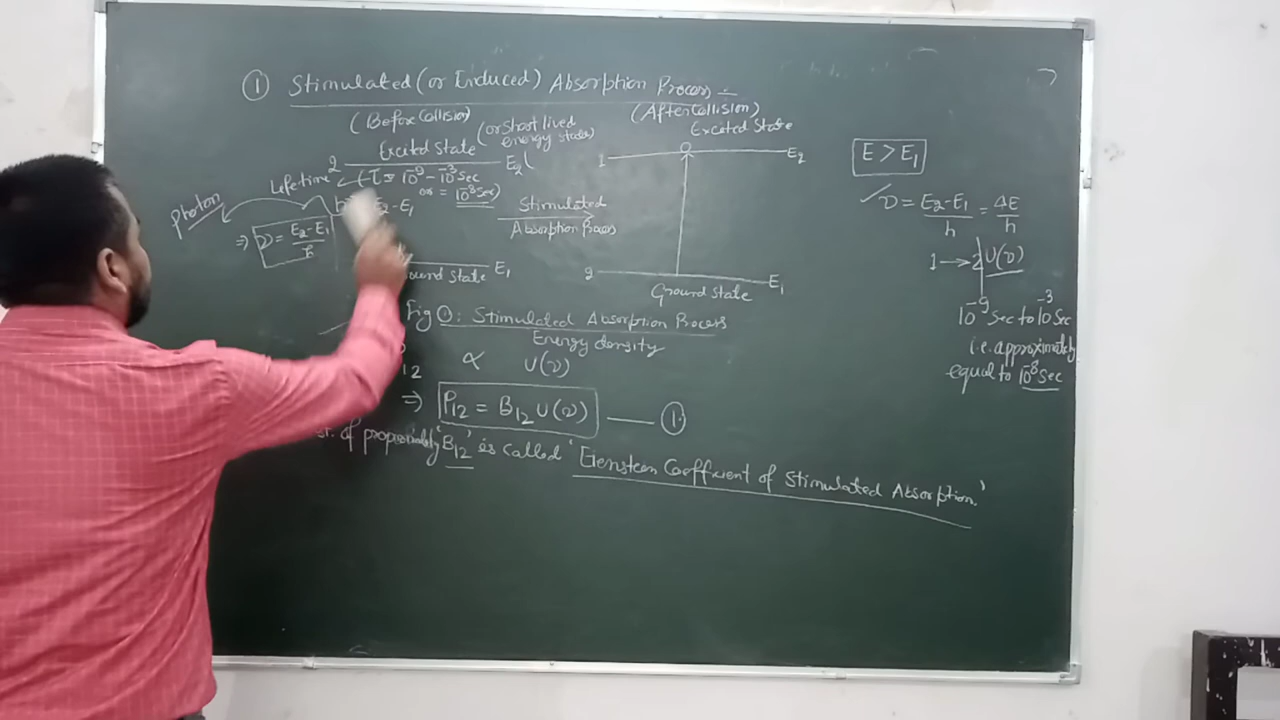 ① Stimulated (or Induced) Absorption Process
(Before Collision)
(After Collision)
Excited State
(or short lived energy state)
Excited State
2
E₂
2
E₂
Lifetime
(τ = 10⁻⁹ – 10⁻³ Sec
or = 10⁻⁸ Sec)
Photon
E₂-E₁
⇒ ν = E₂-E₁/h
Stimulated
Absorption Process
E₁
ound State
g
E₁
Ground State
Fig ①: Stimulated Absorption Process
Energy density
12 ∝ U(ν)
⇒ P₁₂ = B₁₂ U(ν) —— ①
of proportionality 'B₁₂' is called 'Einstein Coefficient of Stimulated Absorption.'
E > E₁
ν = E₂-E₁/h = ΔE/h
1 → 2 U(ν)
10⁻⁹ Sec to 10⁻³ Sec
i.e. approximately
equal to 10⁻⁸ Sec